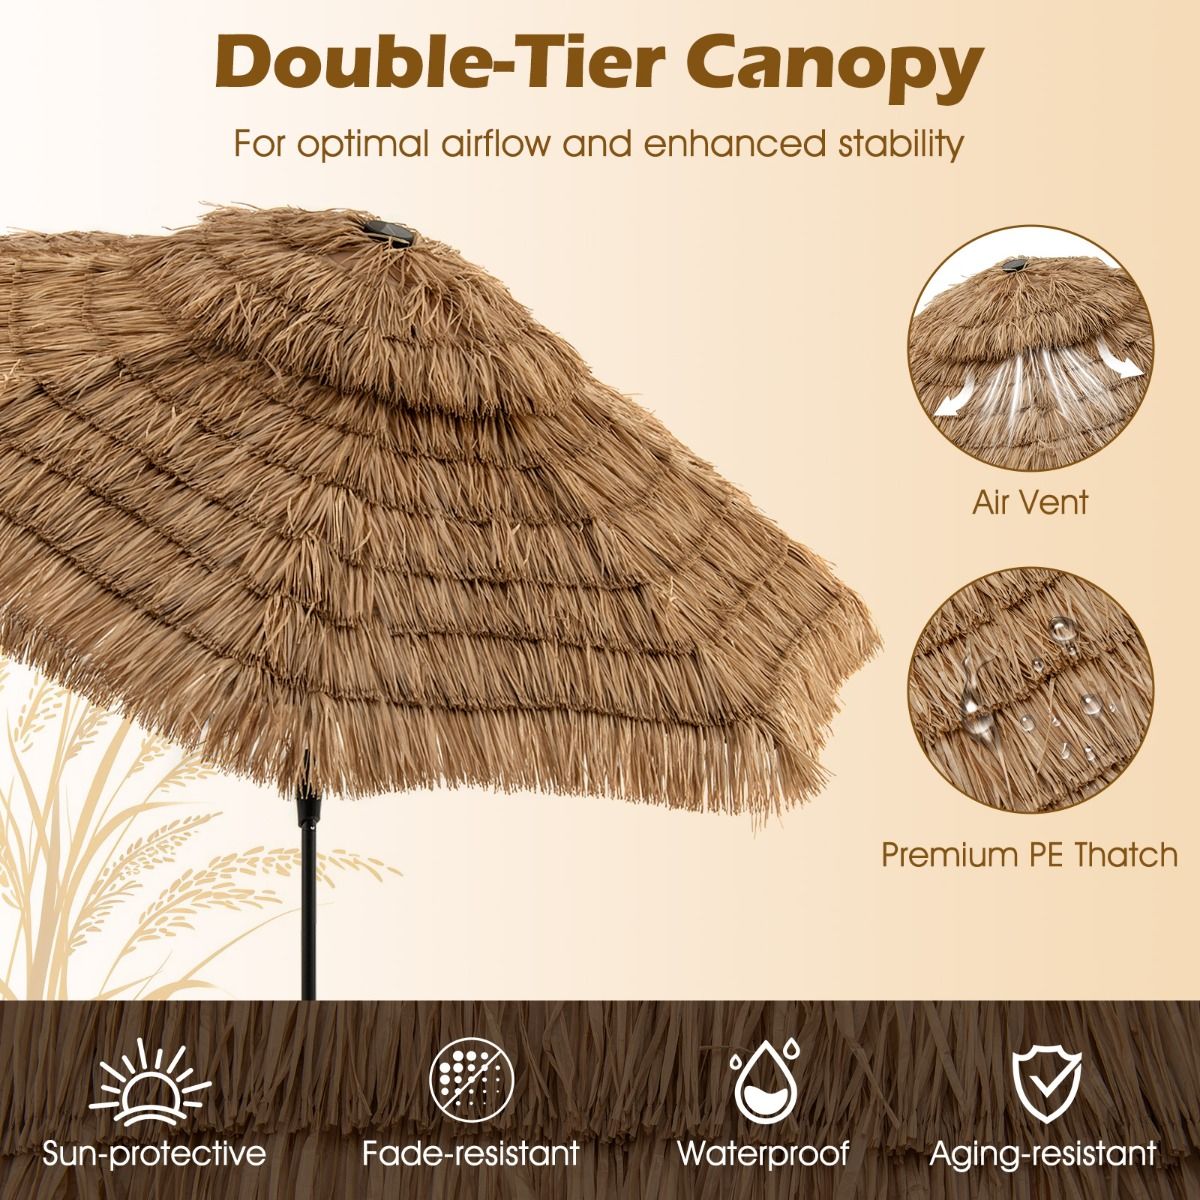 Double-Tier Canopy
For optimal airflow and enhanced stability
Air Vent
Premium PE Thatch
Sun-protective
Fade-resistant
Waterproof
Aging-resistant